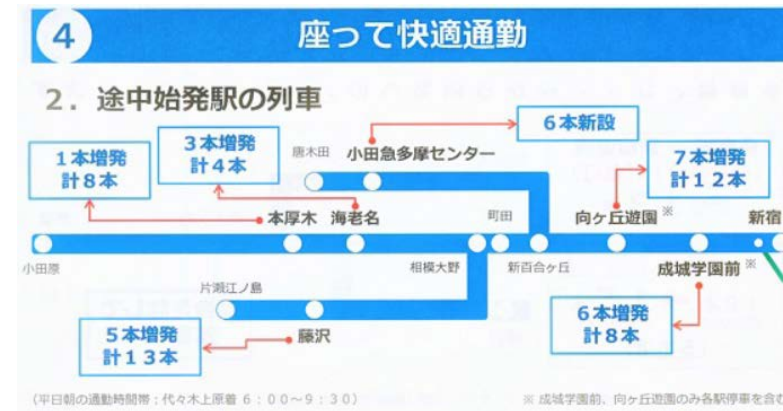 4
座って快適通勤
2．途中始発駅の列車
6本新設
3本増発
計4本
唐木田
小田急多摩センター
7本増発
計12本
1本増発
計8本
本厚木
海老名
町田
向ヶ丘遊園※
新宿
小田原
相模大野
新百合ヶ丘
成城学園前※
片瀬江ノ島
藤沢
5本増発
計13本
6本増発
計8本
(平日朝の通勤時間帯；代々木上原着 6：00～9：30)
※ 成城学園前、向ヶ丘遊園のみ各駅停車を含む